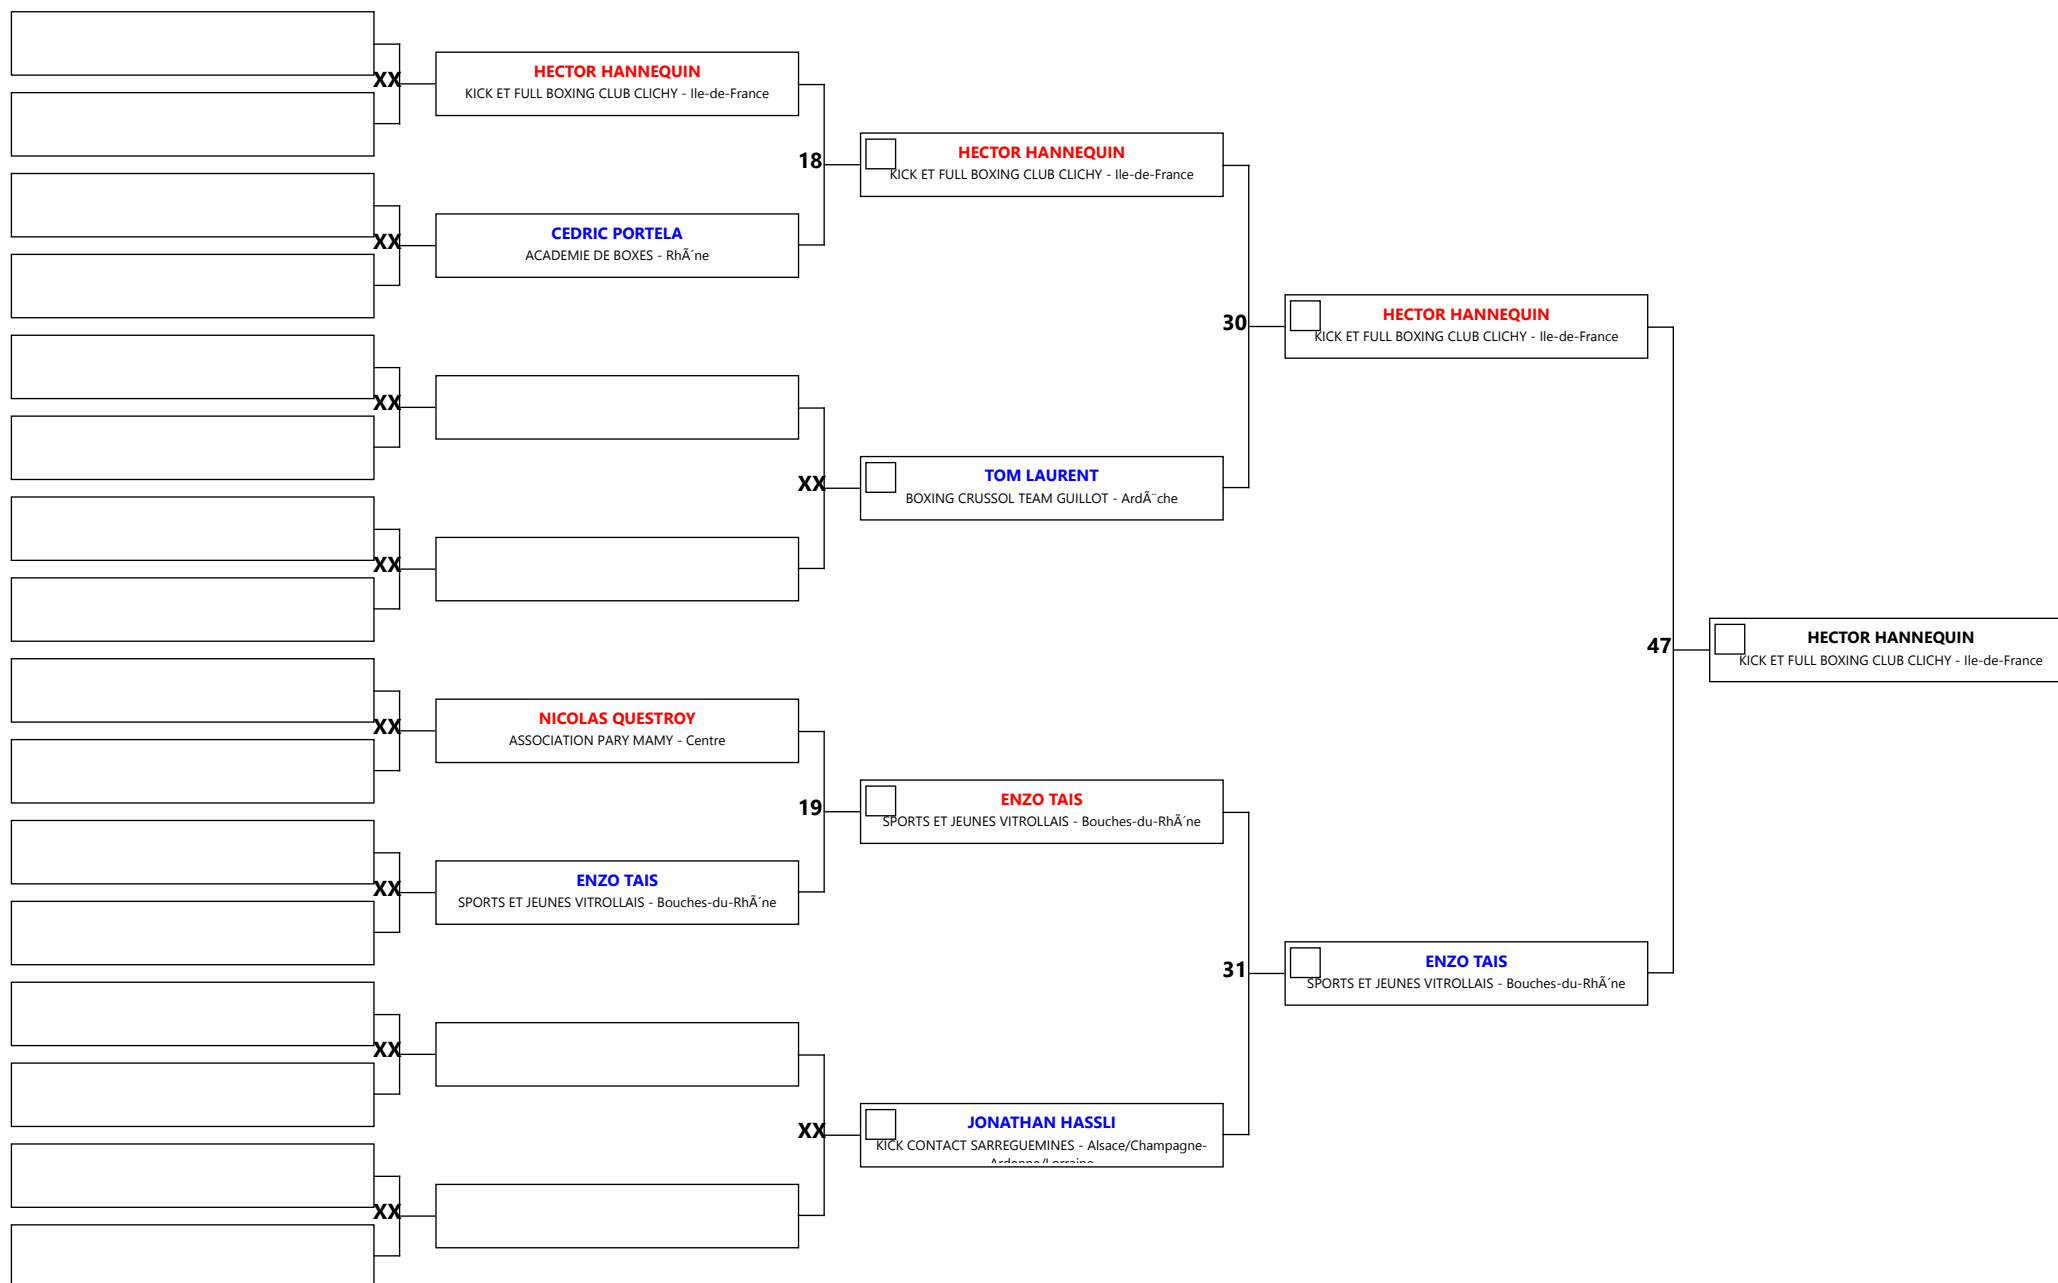 XX
HECTOR HANNEQUIN
KICK ET FULL BOXING CLUB CLICHY - Ile-de-France
18
XX
CEDRIC PORTELA
ACADEMIE DE BOXES - RhÃ´ne
HECTOR HANNEQUIN
KICK ET FULL BOXING CLUB CLICHY - Ile-de-France
30
XX
XX
XX
TOM LAURENT
BOXING CRUSSOL TEAM GUILLOT - ArdÃ¨che
HECTOR HANNEQUIN
KICK ET FULL BOXING CLUB CLICHY - Ile-de-France
47
HECTOR HANNEQUIN
KICK ET FULL BOXING CLUB CLICHY - Ile-de-France
XX
NICOLAS QUESTROY
ASSOCIATION PARY MAMY - Centre
19
XX
ENZO TAIS
SPORTS ET JEUNES VITROLLAIS - Bouches-du-RhÃ´ne
ENZO TAIS
SPORTS ET JEUNES VITROLLAIS - Bouches-du-RhÃ´ne
31
ENZO TAIS
SPORTS ET JEUNES VITROLLAIS - Bouches-du-RhÃ´ne
XX
XX
XX
JONATHAN HASSLI
KICK CONTACT SARREGUEMINES - Alsace/Champagne-
Ardenne/Lorraine